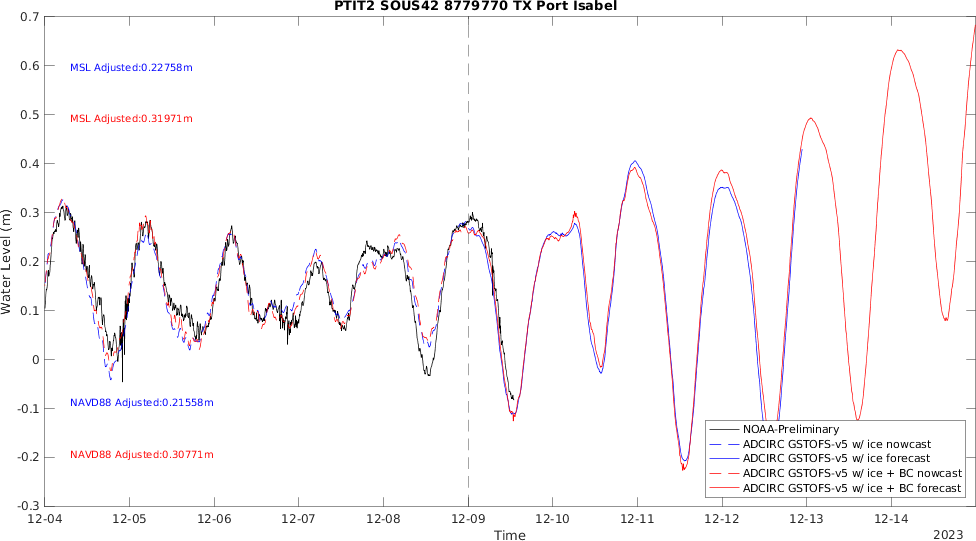 PTIT2 SOUS42 8779770 TX Port Isabel
0.7
0.6
0.5
0.4
0.3
0.2
0.1
0
-0.1
-0.2
-0.3
Water Level (m)
MSL Adjusted:0.22758m
MSL Adjusted:0.31971m
NAVD88 Adjusted:0.21558m
NAVD88 Adjusted:0.30771m
NOAA-Preliminary
ADCIRC GSTOFS-v5 w/ ice nowcast
ADCIRC GSTOFS-v5 w/ ice forecast
ADCIRC GSTOFS-v5 w/ ice + BC nowcast
ADCIRC GSTOFS-v5 w/ ice + BC forecast
12-04 12-05 12-06 12-07 12-08 12-09 12-10 12-11 12-12 12-13 12-14
Time
2023